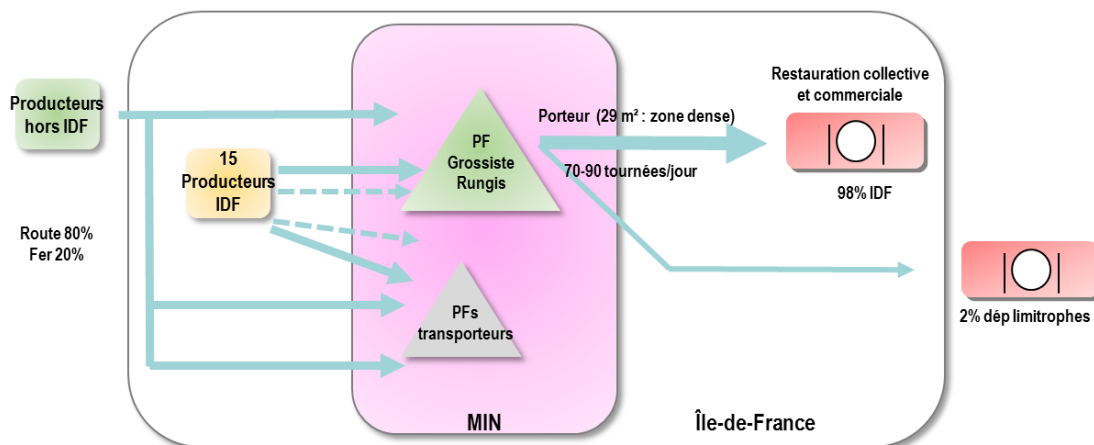 Producteurs
hors IDF
15
Producteurs
IDF
Route 80%
Fer 20%
PF
Grossiste
Rungis
PFs
transporteurs
Porteur (29 m² : zone dense)
70-90 tournées/jour
Restauration collective
et commerciale
98% IDF
2% dép limitrophes
MIN
Île-de-France